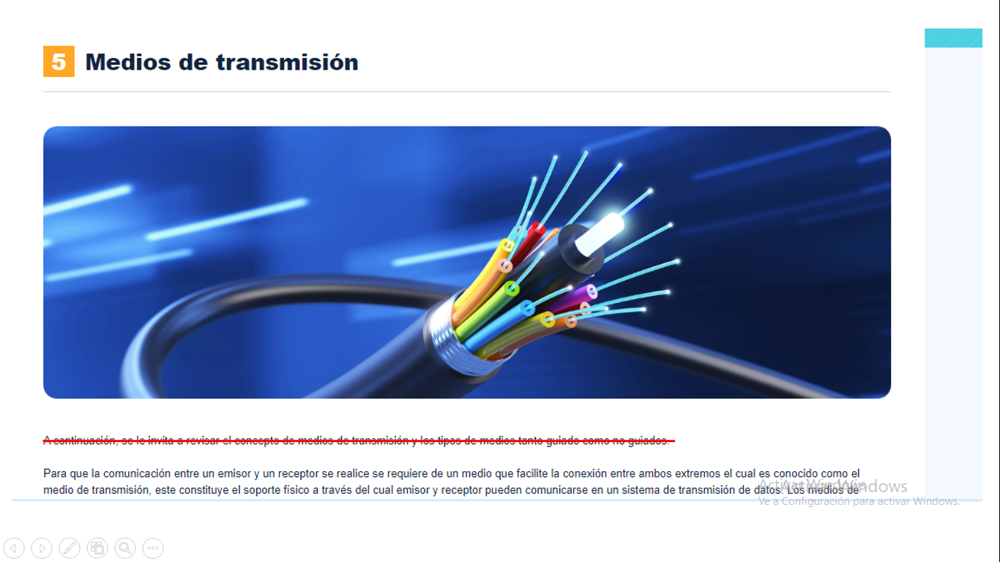 5 Medios de transmisión
A continuación, se le invita a revisar el concepto de medios de transmisión y los tipos de medios tanto guiado como no guiados.
Para que la comunicación entre un emisor y un receptor se realice se requiere de un medio que facilite la conexión entre ambos extremos el cual es conocido como el
medio de transmisión, este constituye el soporte físico a través del cual emisor y receptor pueden comunicarse en un sistema de transmisión de datos. Los medios de
Activar Windows
Activar Windows
Ve a Configuración para activar Windows.